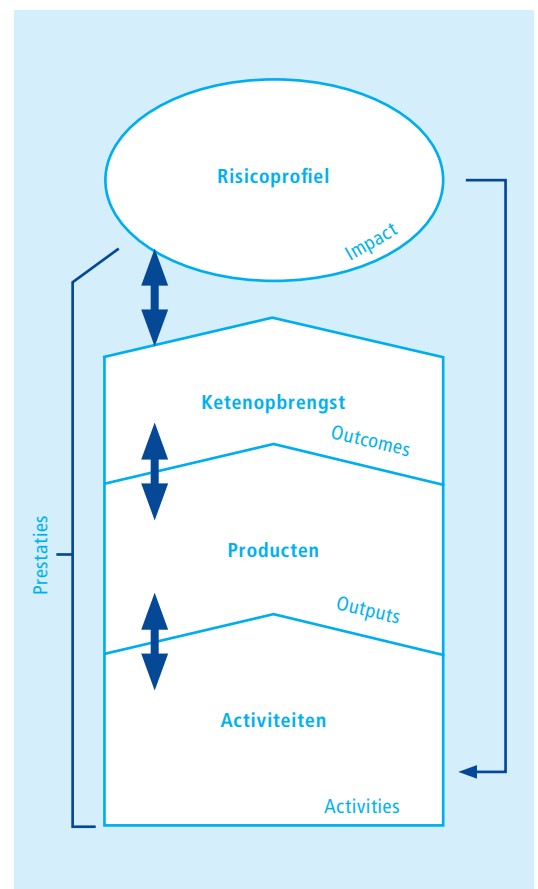 Risicoprofiel
Impact
Ketenopbrengst
Outcomes
Prestaties
Producten
Outputs
Activiteiten
Activities